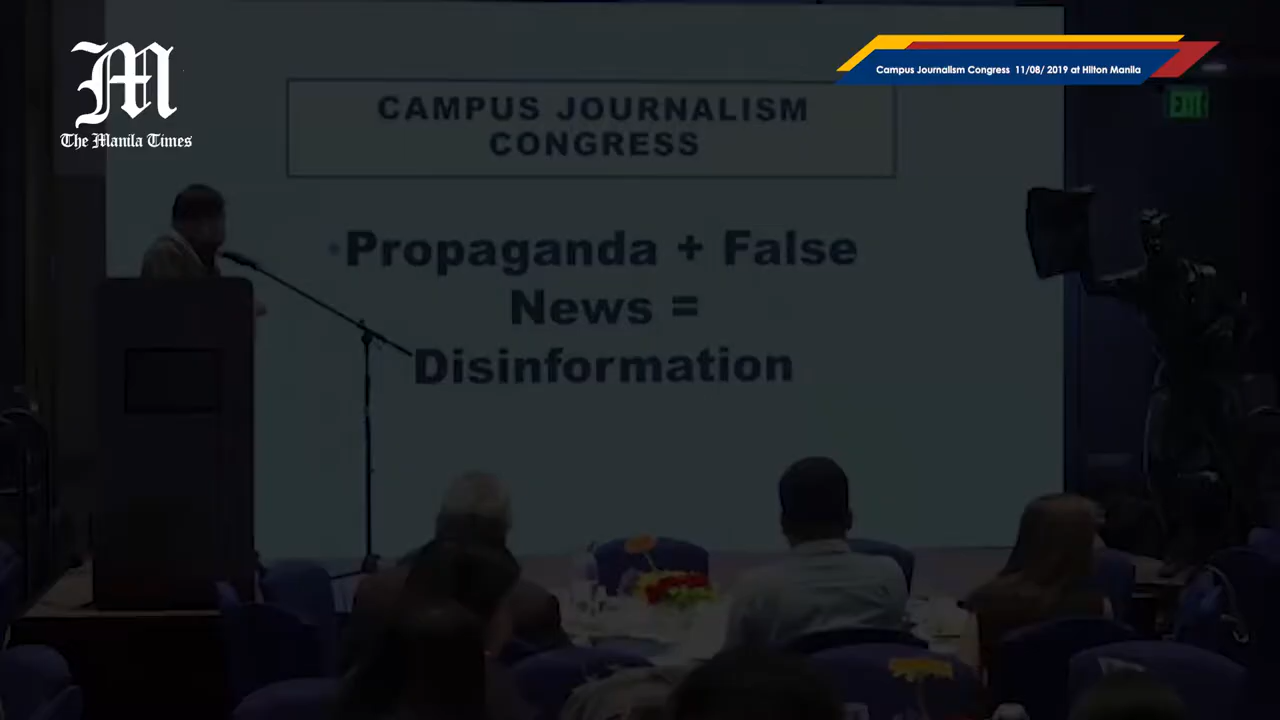 The Manila Times
Campus Journalism Congress 11/08/ 2019 at Hilton Manila
EXIT
CAMPUS JOURNALISM
CONGRESS
•Propaganda + False
News =
Disinformation